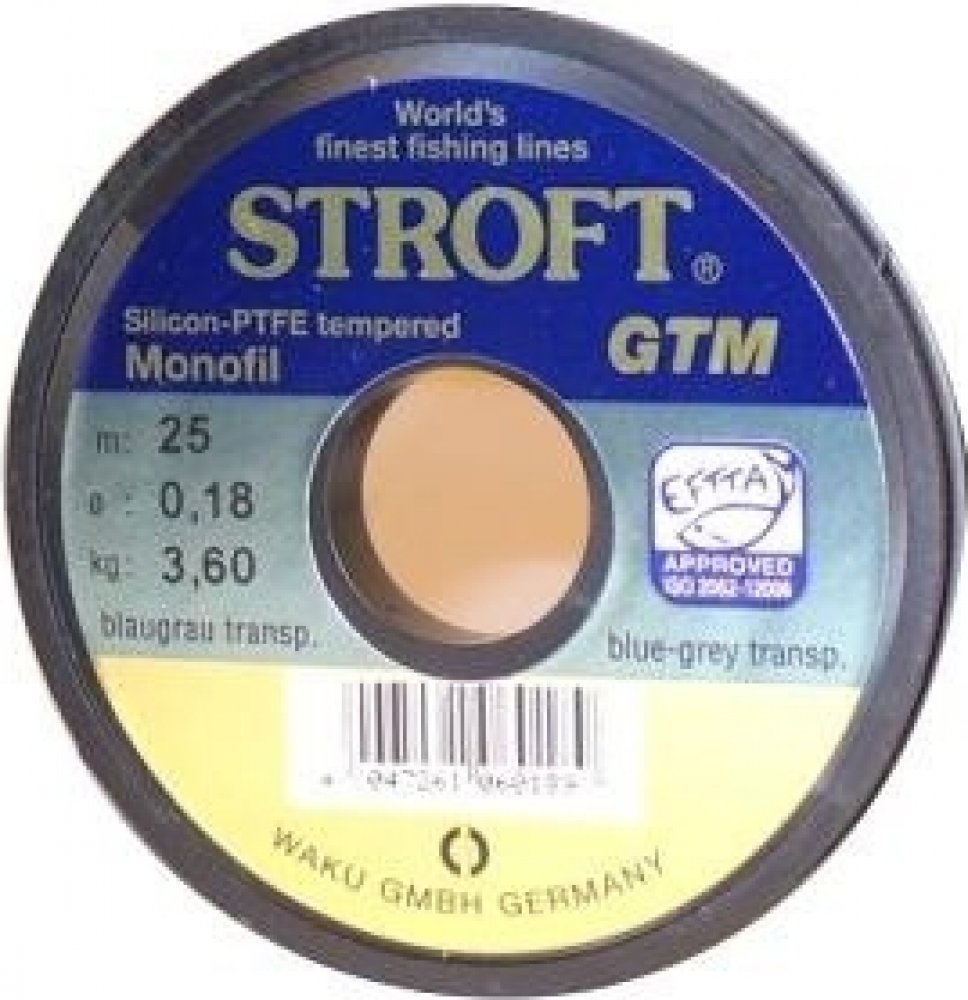 World's
finest fishing lines
STROFT®
Silicon-PTFE tempered
Monofil
GTM
m: 25
ø : 0,18
kg: 3,60
blaugrau transp.
EFTTA
APPROVED
blue-grey transp.
WAKU GMBH GERMANY